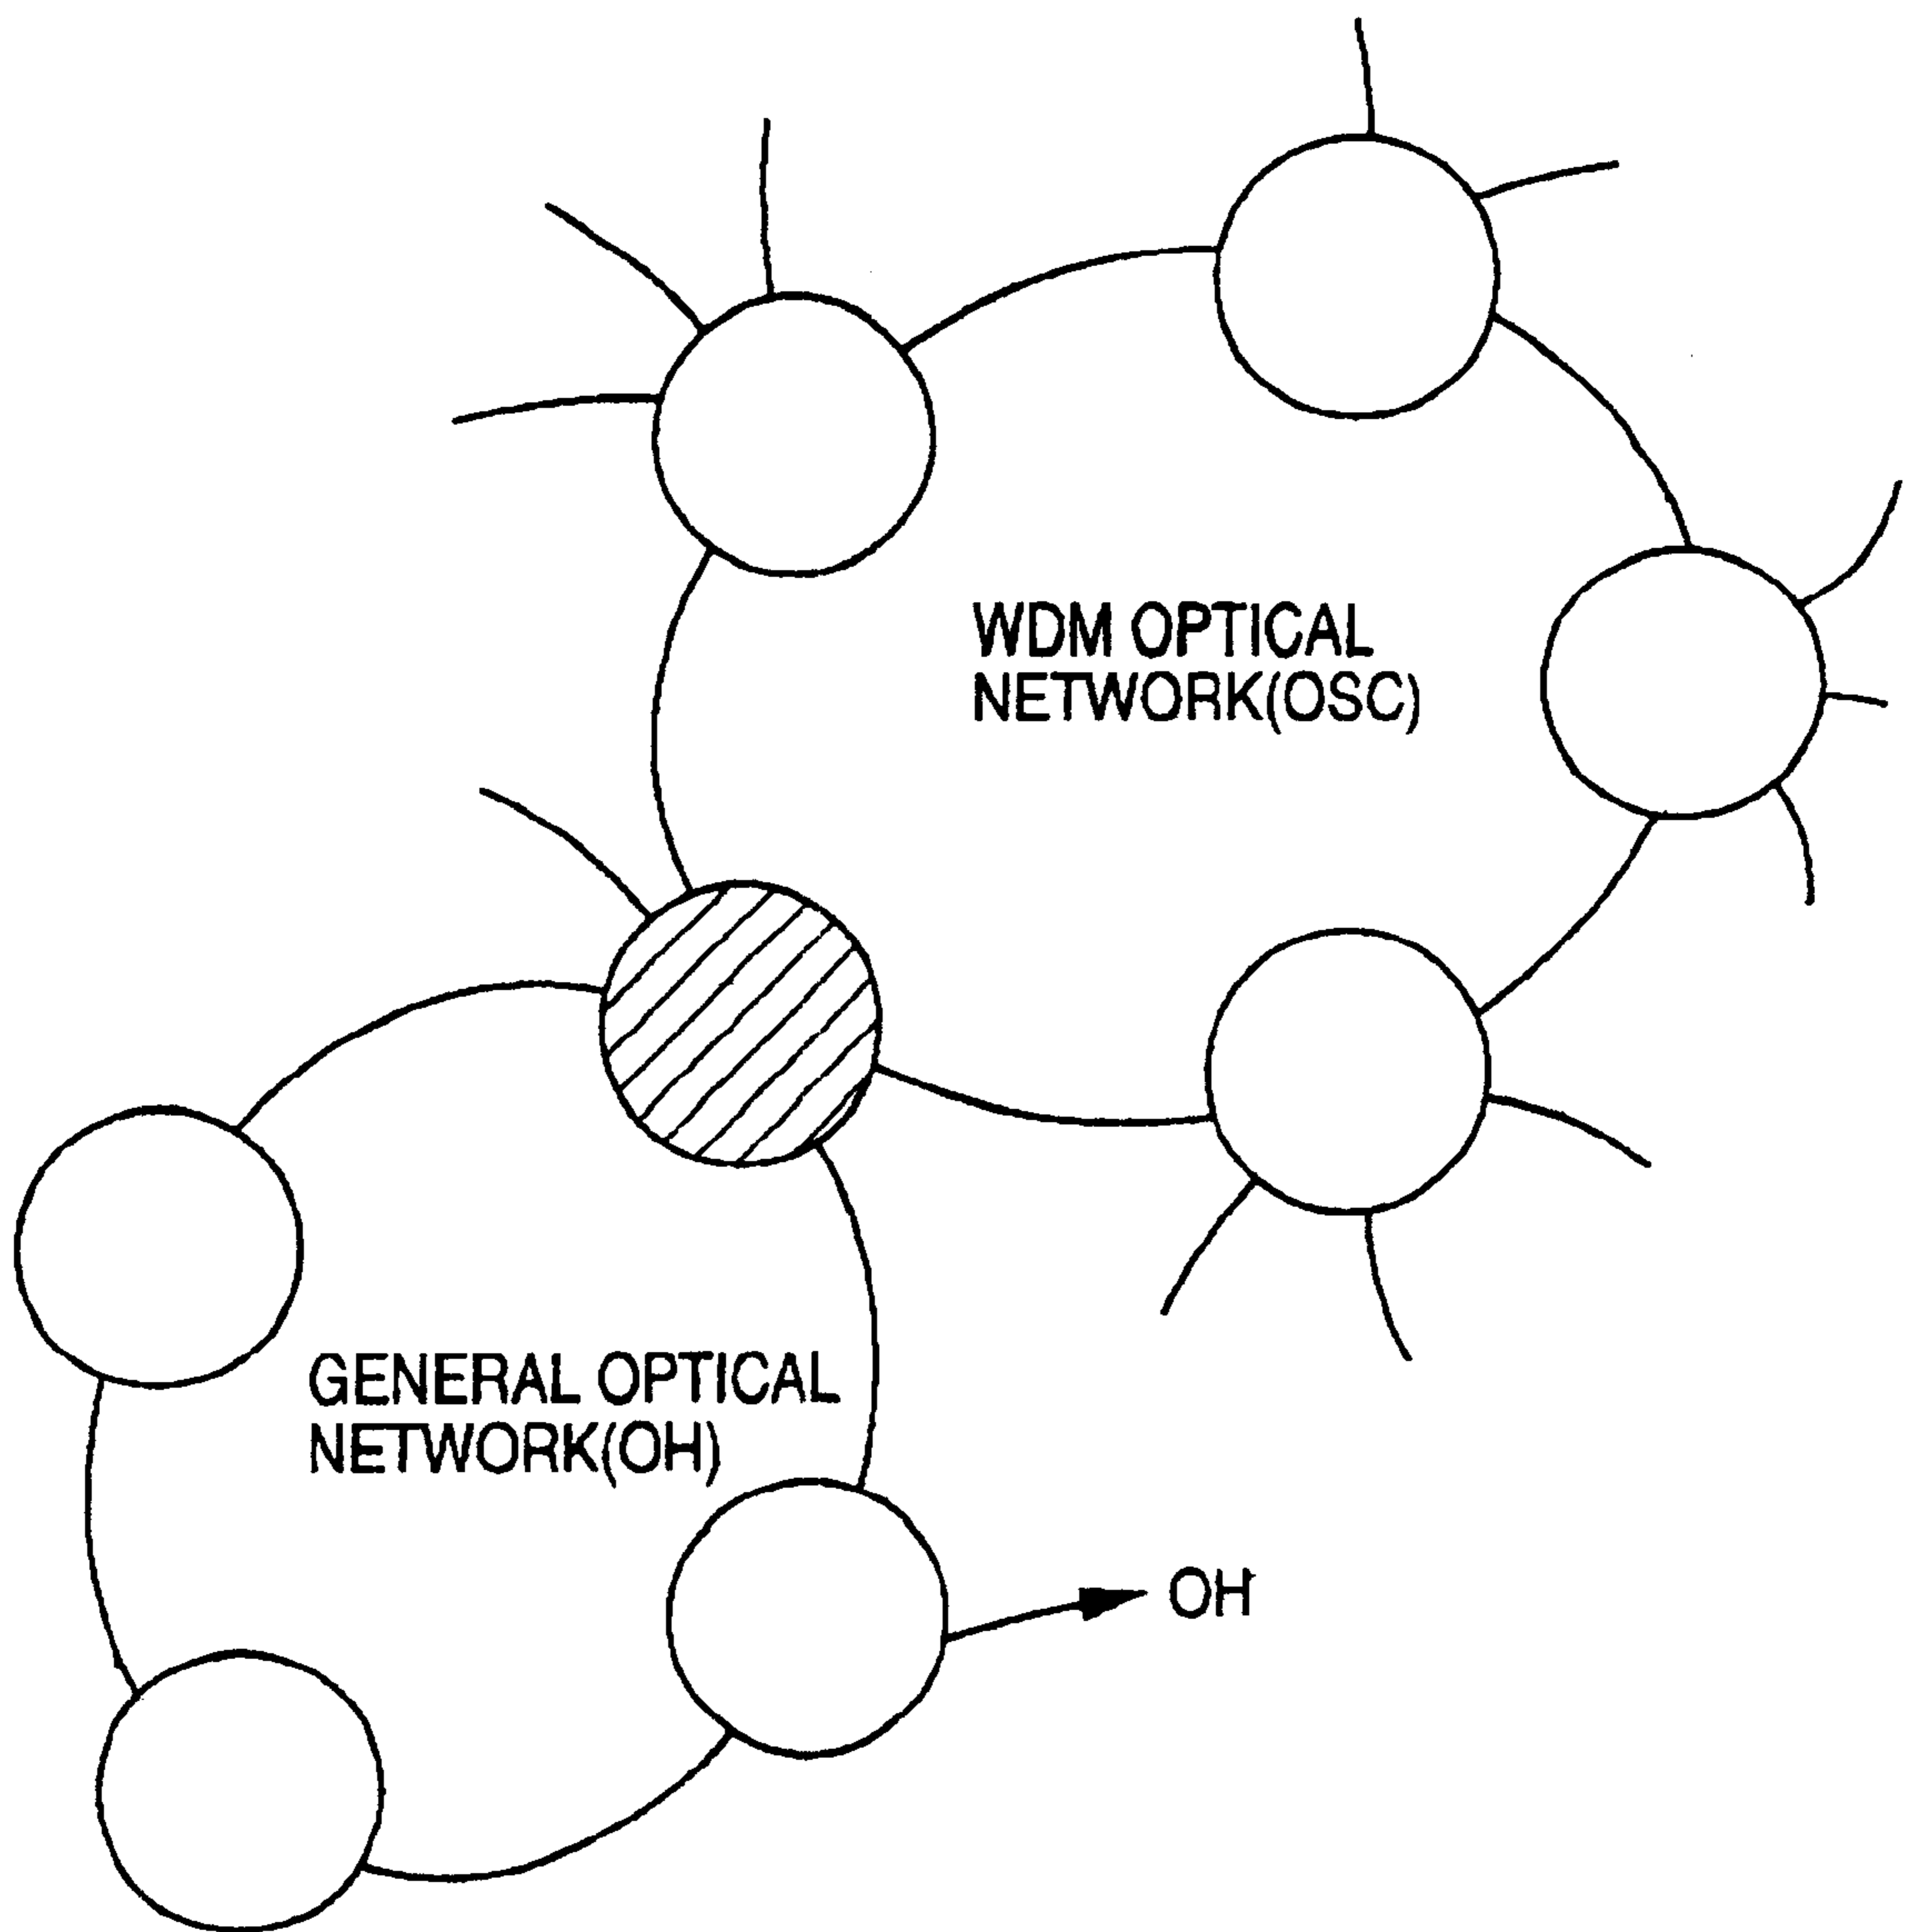 WDM OPTICAL
NETWORK(OSC)
GENERAL OPTICAL
NETWORK(OH)
OH